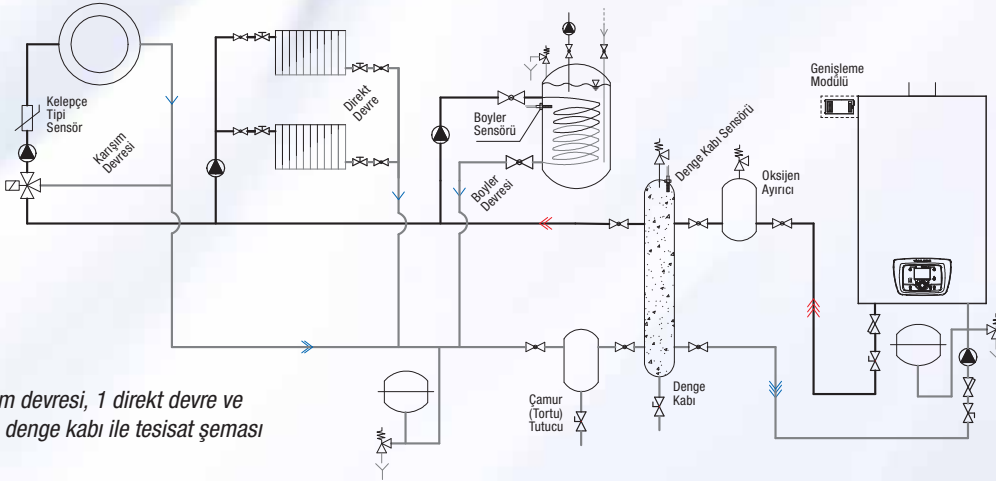 Genişleme
Modülü
Kelepçe
Tipi
Sensör
Karışım
Devresi
Direkt
Devre
Boyler
Sensörü
Boyler
Devresi
Denge Kabı Sensörü
Oksijen
Ayırıcı
Çamur
(Tortu)
Tutucu
Denge
Kabı
m devresi, 1 direkt devre ve
denge kabı ile tesisat şeması